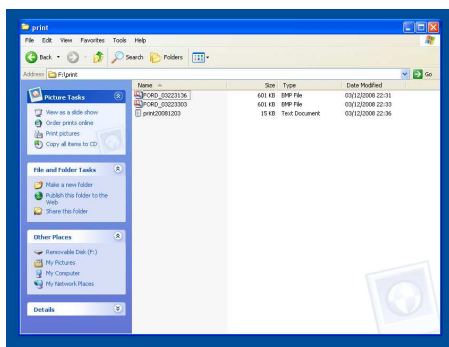 print
File Edit View Favorites Tools Help
Back Search Folders
Address F:\print Go
Name Size Type Date Modified
FORD_03223136 601 KB BMP File 03/12/2008 22:31
FORD_03223303 601 KB BMP File 03/12/2008 22:33
print20081203 15 KB Text Document 03/12/2008 22:36
Picture Tasks
View as a slide show
Order prints online
Print pictures
Copy all items to CD
File and Folder Tasks
Make a new folder
Publish this folder to the
Web
Share this folder
Other Places
Removable Disk (F:)
My Pictures
My Computer
My Network Places
Details